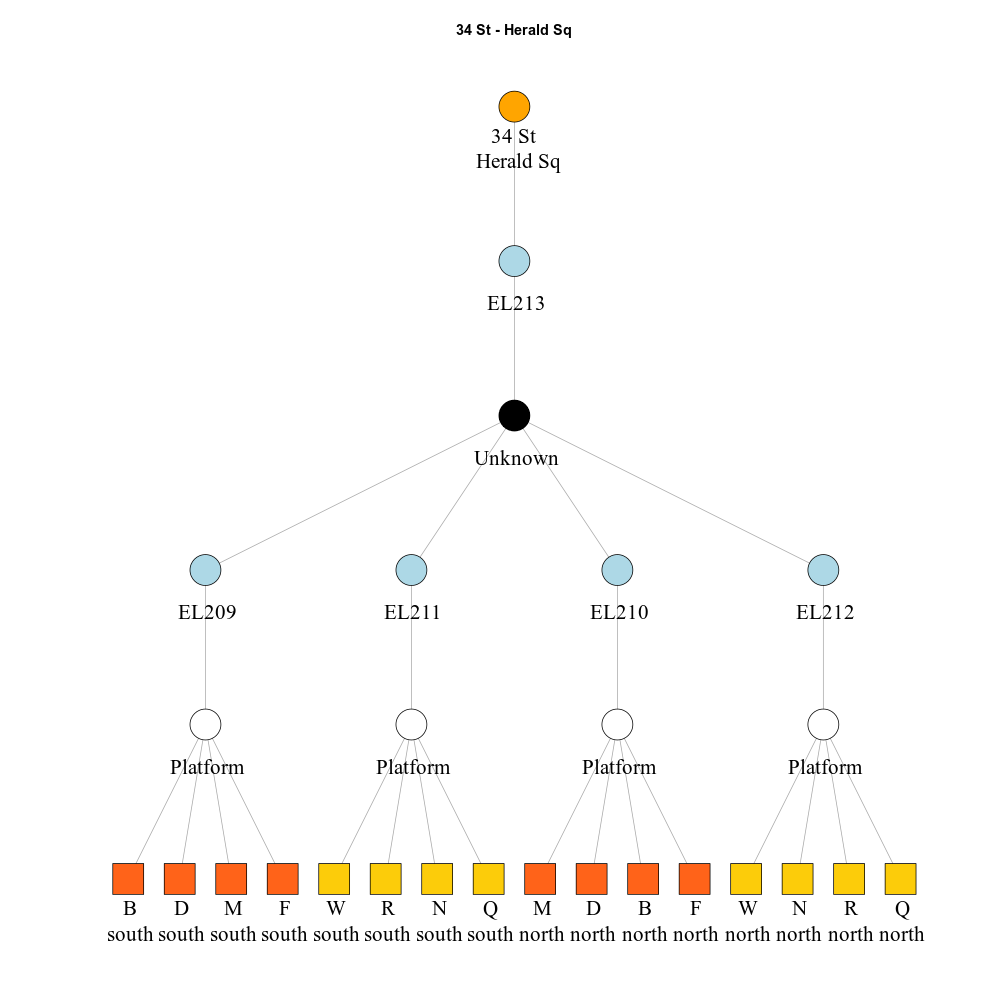 34 St - Herald Sq
34 St
Herald Sq
EL213
Unknown
EL209 EL211 EL210 EL212
Platform Platform Platform Platform
B D M F W R N Q M D B F W N R Q
south south south south south south south south north north north north north north north north